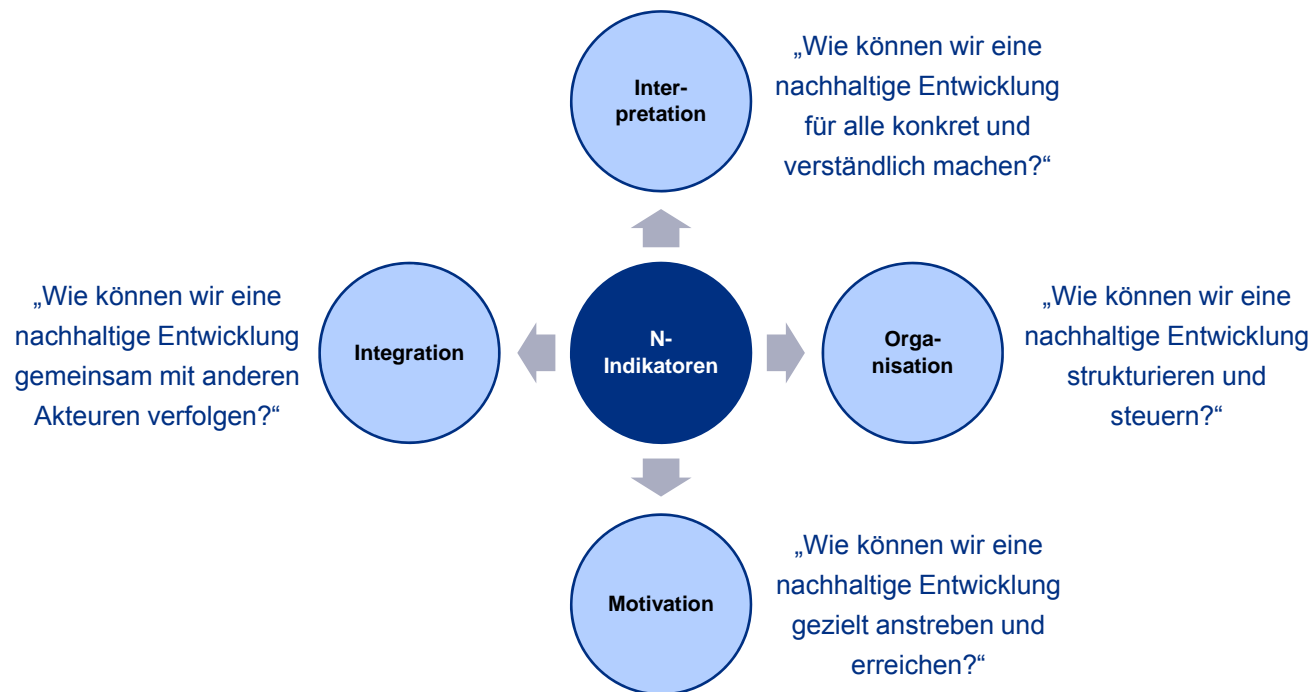 Inter-
pretation
„Wie können wir eine
nachhaltige Entwicklung
für alle konkret und
verständlich machen?“
„Wie können wir eine
nachhaltige Entwicklung
gemeinsam mit anderen
Akteuren verfolgen?“
Integration
N-
Indikatoren
Orga-
nisation
„Wie können wir eine
nachhaltige Entwicklung
strukturieren und
steuern?“
Motivation
„Wie können wir eine
nachhaltige Entwicklung
gezielt anstreben und
erreichen?“